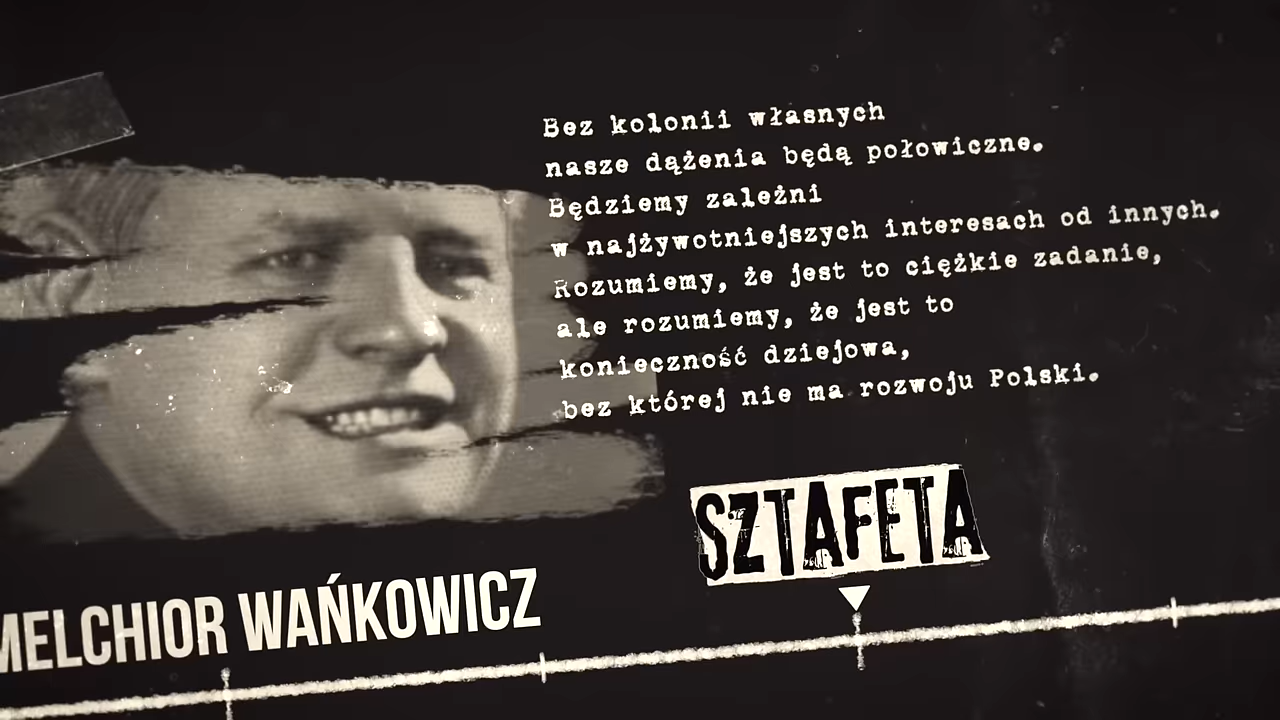 Bez kolonii własnych
nasze dążenia będą połowiczne.
Będziemy zależni
w najżywotniejszych interesach od innych.
Rozumiemy, że jest to ciężkie zadanie,
ale rozumiemy, że jest to
konieczność dziejowa,
bez której nie ma rozwoju Polski.
SZTAFETA
MELCHIOR WAŃKOWICZ